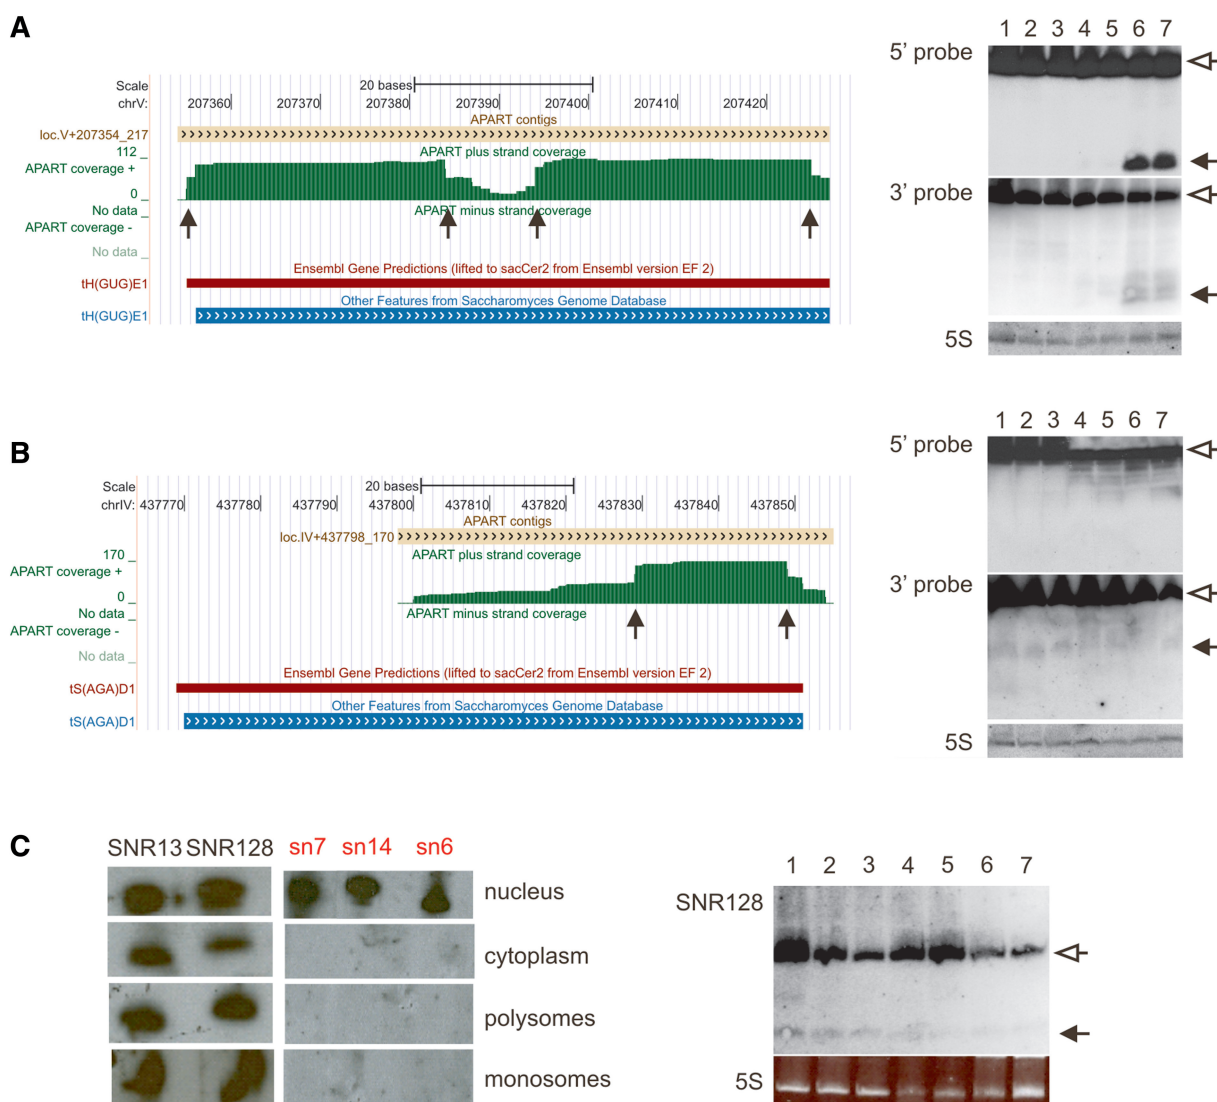 A
Scale 20 bases
chrV: 207360 207370 207380 207390 207400 207410 207420
APART contigs
loc.V+207354_217
112 _ APART plus strand coverage
APART coverage +
0 _
No data _ APART minus strand coverage
APART coverage -
No data _
Ensembl Gene Predictions (lifted to sacCer2 from Ensembl version EF 2)
tH(GUG)E1
Other Features from Saccharomyces Genome Database
tH(GUG)E1
1 2 3 4 5 6 7
5’ probe
3’ probe
5S
B
Scale 20 bases
chrIV: 437770 437780 437790 437800 437810 437820 437830 437840 437850
APART contigs
loc.IV+437798_170
170 _ APART plus strand coverage
APART coverage +
0 _
No data _ APART minus strand coverage
APART coverage -
No data _
Ensembl Gene Predictions (lifted to sacCer2 from Ensembl version EF 2)
tS(AGA)D1
Other Features from Saccharomyces Genome Database
tS(AGA)D1
1 2 3 4 5 6 7
5’ probe
3’ probe
5S
C
SNR13 SNR128 sn7 sn14 sn6
nucleus
cytoplasm
polysomes
monosomes
1 2 3 4 5 6 7
SNR128
5S